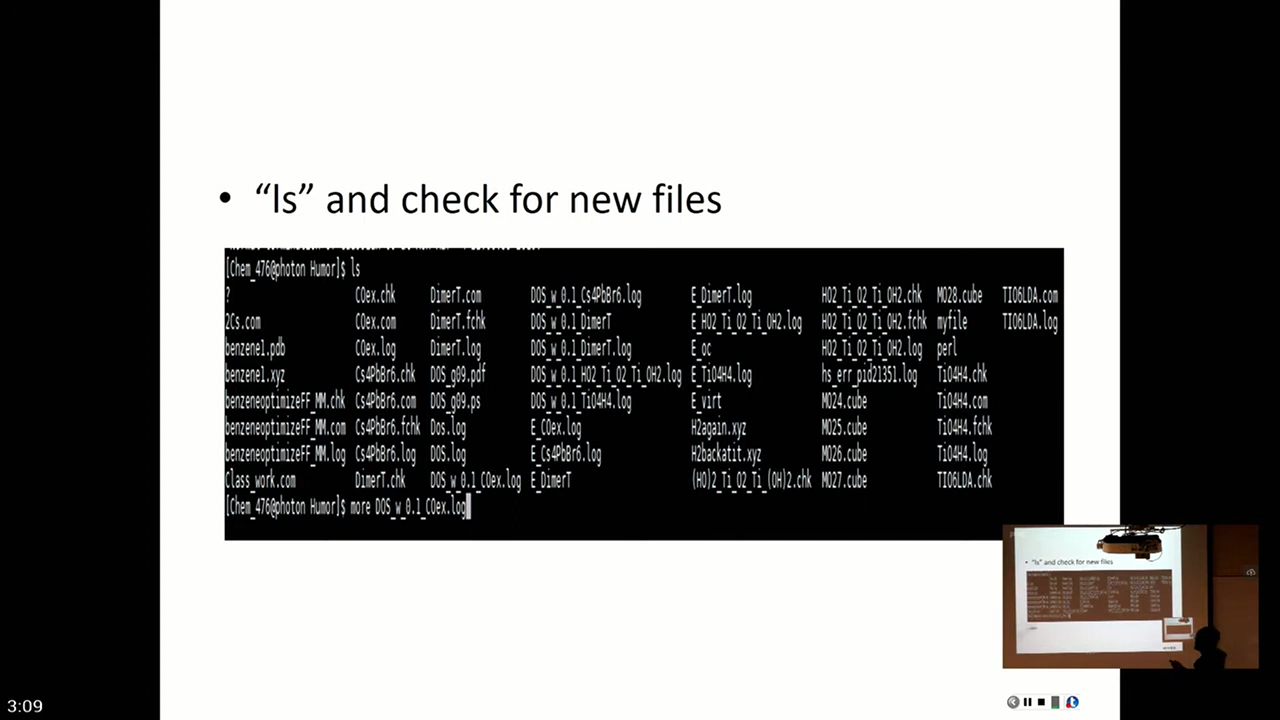 • “ls” and check for new files
[Chem_476@photon Humor]$ ls
? COex.chk DimerT.com DOS_w_0.1_Cs4PbBr6.log E_DimerT.log HO2_Ti_O2_Ti_OH2.chk MO28.cube TIO6LDA.com
2Cs.com COex.com DimerT.fchk DOS_w_0.1_DimerT E_HO2_Ti_O2_Ti_OH2.log HO2_Ti_O2_Ti_OH2.fchk myfile TIO6LDA.log
benzene1.pdb COex.log DimerT.log DOS_w_0.1_DimerT.log E_oc HO2_Ti_O2_Ti_OH2.log perl
benzene1.xyz Cs4PbBr6.chk DOS_g09.pdf DOS_w_0.1_HO2_Ti_O2_Ti_OH2.log E_TiO4H4.log hs_err_pid21351.log TiO4H4.chk
benzeneoptimizeFF_MM.chk Cs4PbBr6.com DOS_g09.ps DOS_w_0.1_TiO4H4.log E_virt MO24.cube TiO4H4.com
benzeneoptimizeFF_MM.com Cs4PbBr6.fchk Dos.log E_COex.log H2again.xyz MO25.cube TiO4H4.fchk
benzeneoptimizeFF_MM.log Cs4PbBr6.log DOS.log E_Cs4PbBr6.log H2backatit.xyz MO26.cube TiO4H4.log
Class_work.com DimerT.chk DOS_w_0.1_COex.log E_DimerT (HO)2_Ti_O2_Ti_(OH)2.chk MO27.cube TIO6LDA.chk
[Chem_476@photon Humor]$ more DOS_w_0.1_COex.log
• “ls” and check for new files
3:09